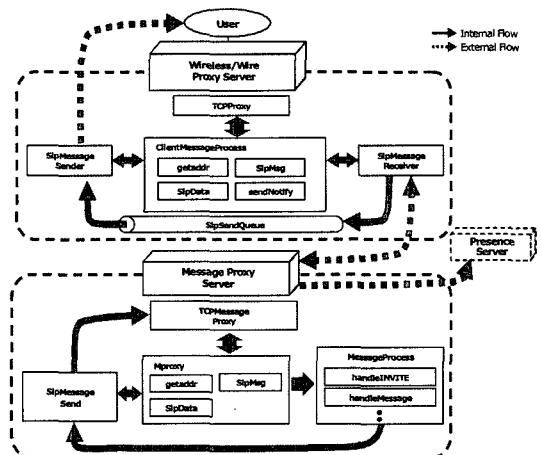 User
Internal Flow
External Flow
Wireless/Wire
Proxy Server
TCPProxy
ClientMessageProcess
getaddr
SipMsg
SipData
sendNotify
SipMessage
Sender
SipMessage
Receiver
SipSendQueue
Presence
Server
Message Proxy
Server
TCPMessage
Proxy
Mproxy
getaddr
SipMsg
SipData
MessageProcess
handleINVITE
handleMessage
SipMessage
Send